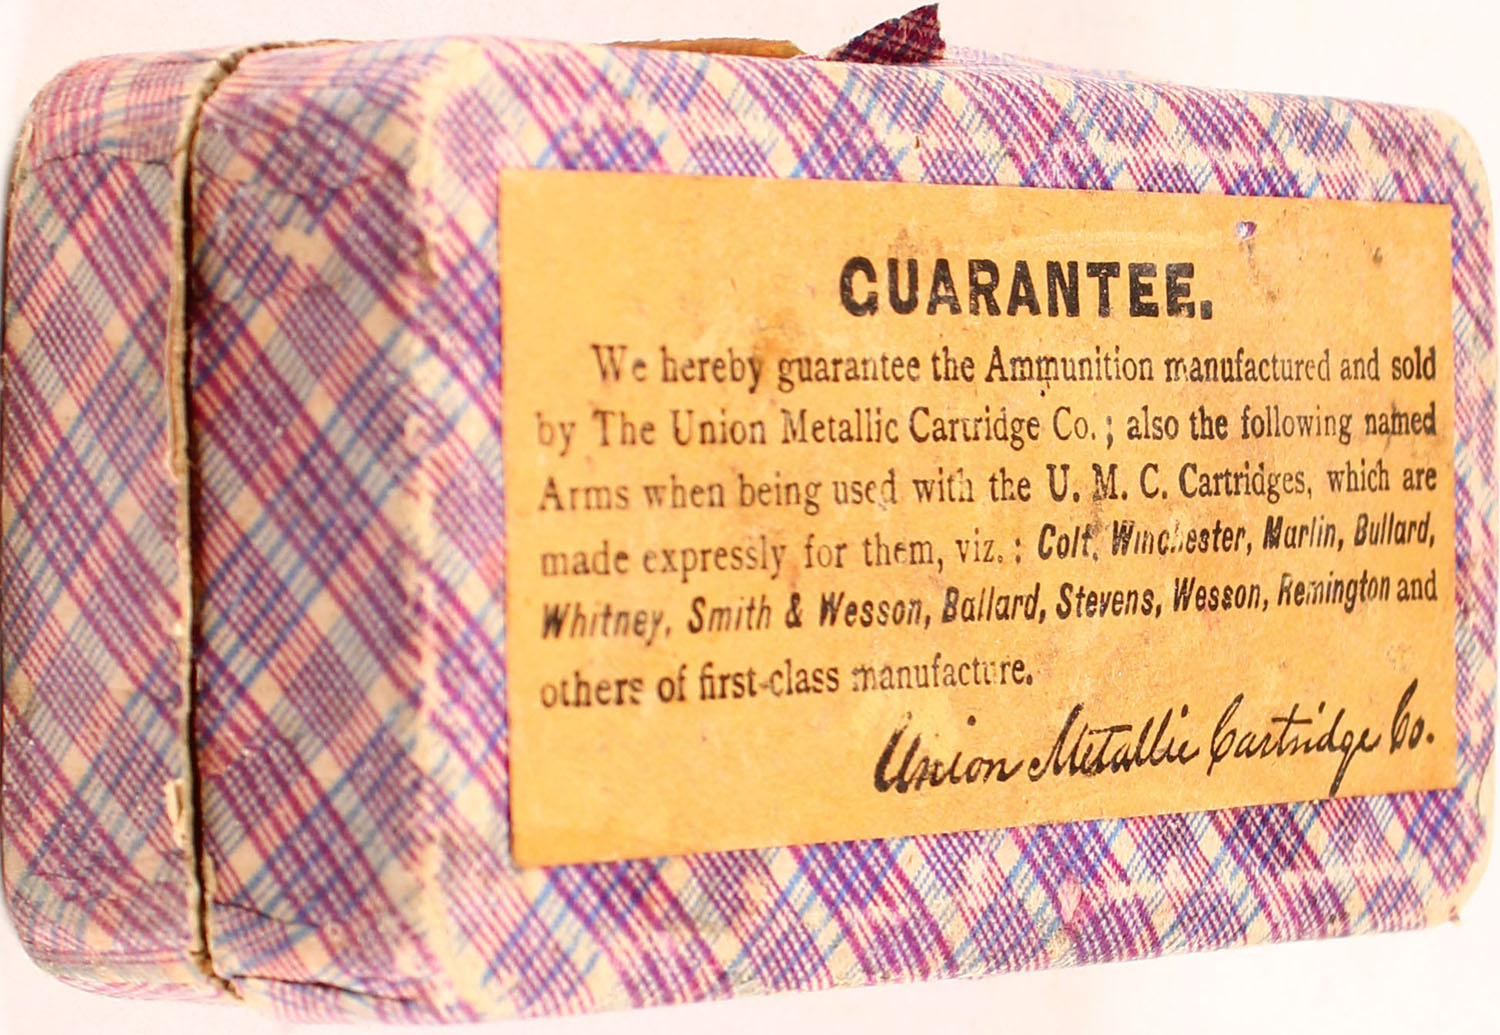 GUARANTEE.
We hereby guarantee the Ammunition manufactured and sold
by The Union Metallic Cartridge Co.; also the following named
Arms when being used with the U. M. C. Cartridges, which are
made expressly for them, viz.: Colt, Winchester, Marlin, Bullard,
Whitney, Smith & Wesson, Ballard, Stevens, Wesson, Remington and
others of first-class manufacture.
Union Metallic Cartridge Co.